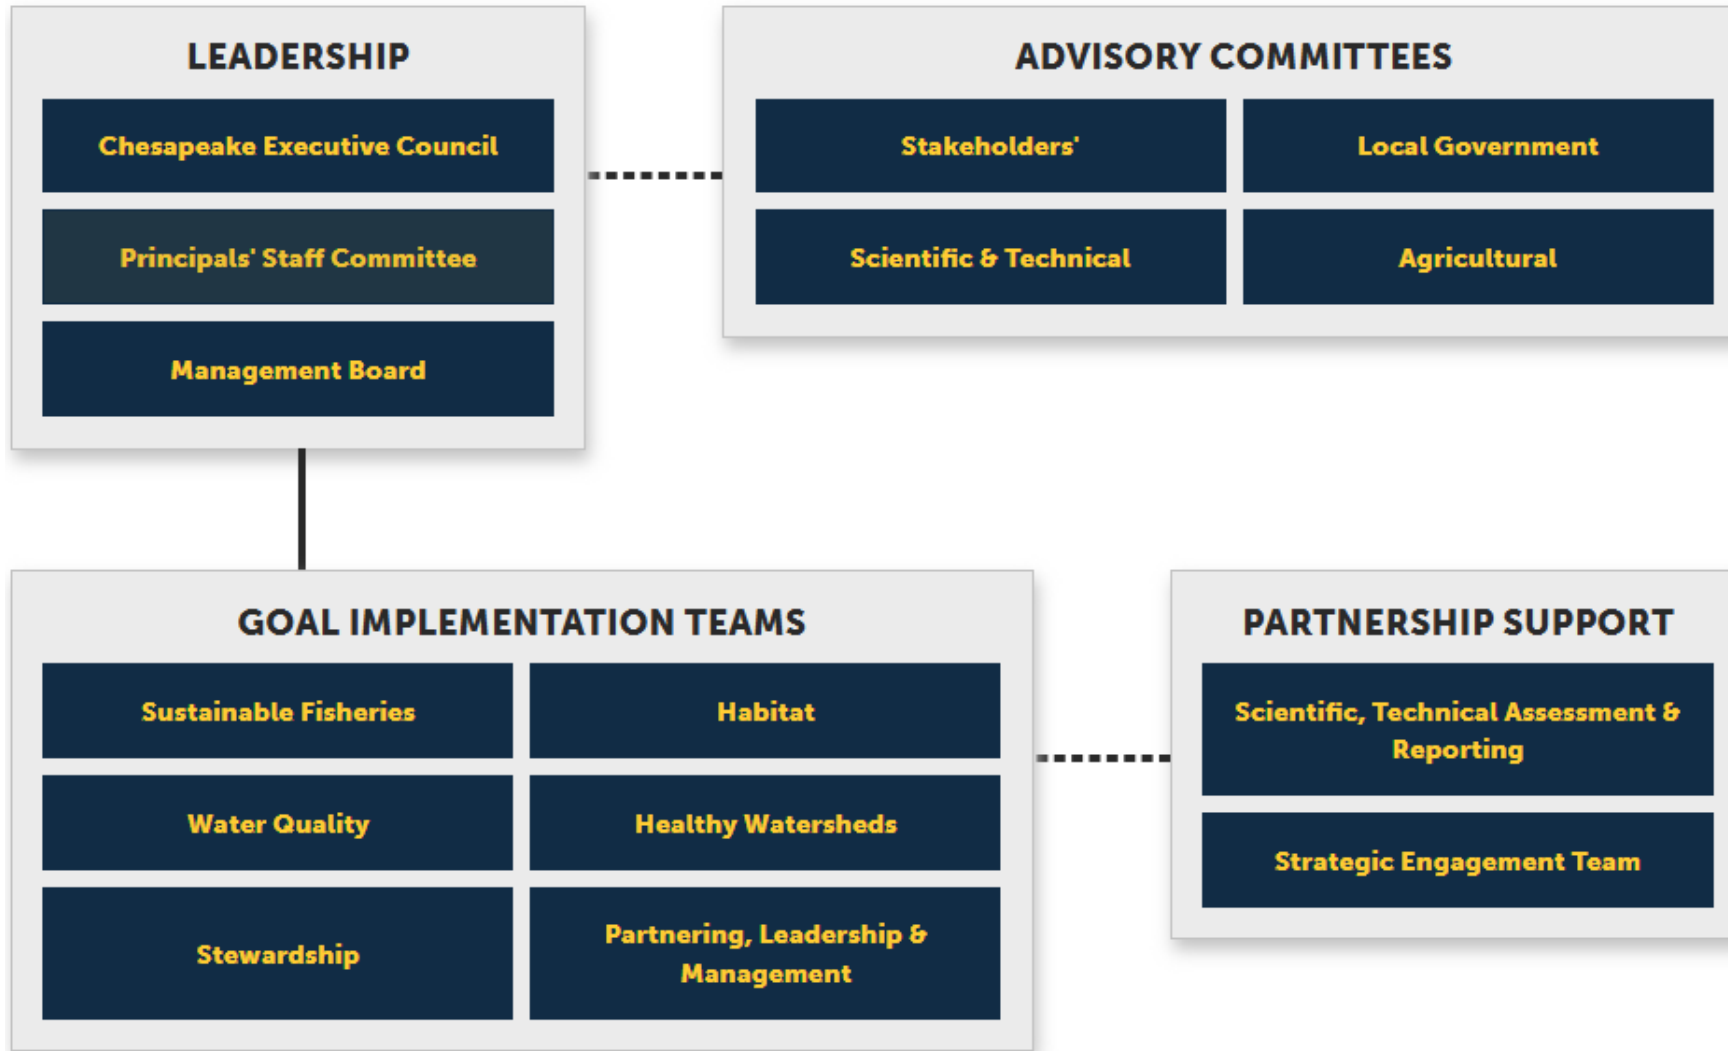 LEADERSHIP
Chesapeake Executive Council
Principals' Staff Committee
Management Board
ADVISORY COMMITTEES
Stakeholders'
Local Government
Scientific & Technical
Agricultural
GOAL IMPLEMENTATION TEAMS
Sustainable Fisheries
Habitat
Water Quality
Healthy Watersheds
Stewardship
Partnering, Leadership &
Management
PARTNERSHIP SUPPORT
Scientific, Technical Assessment &
Reporting
Strategic Engagement Team